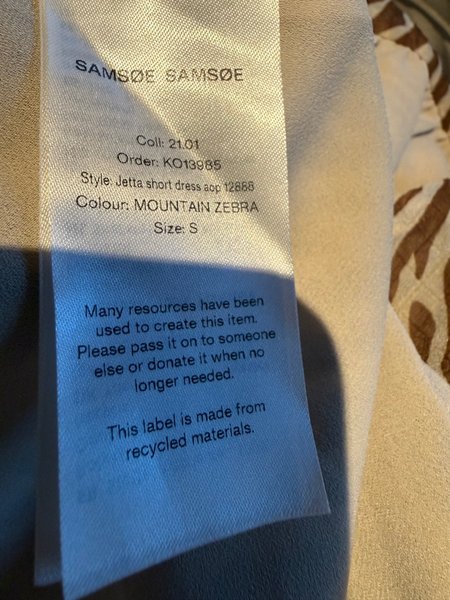 SAMSØE SAMSØE
Coll: 21.01
Order: KO13985
Style: Jetta short dress aop 12888
Colour: MOUNTAIN ZEBRA
Size: S
Many resources have been
used to create this item.
Please pass it on to someone
else or donate it when no
longer needed.
This label is made from
recycled materials.